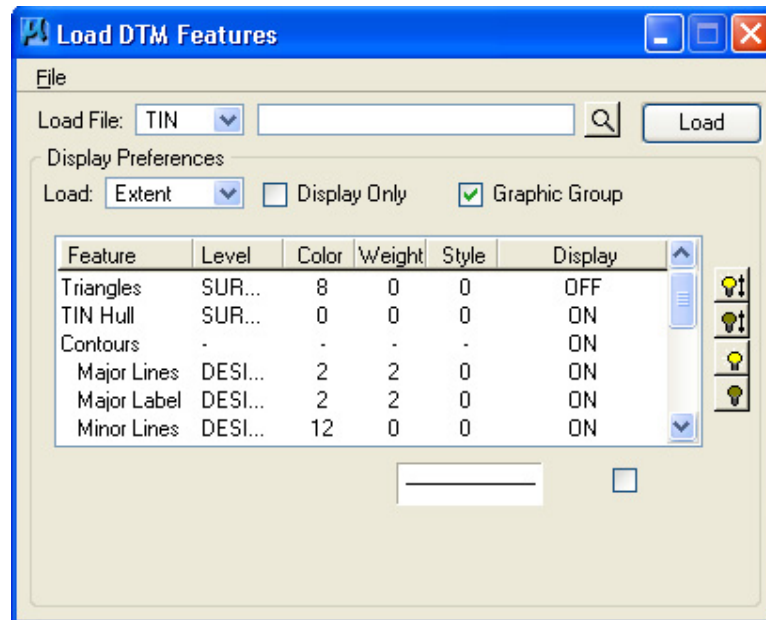 Load DTM Features
File
Load File: TIN Load
Display Preferences
Load: Extent Display Only Graphic Group
Feature Level Color Weight Style Display
Triangles SUR... 8 0 0 OFF
TIN Hull SUR... 0 0 0 ON
Contours - - - - ON
Major Lines DESI... 2 2 0 ON
Major Label DESI... 2 2 0 ON
Minor Lines DESI... 12 0 0 ON